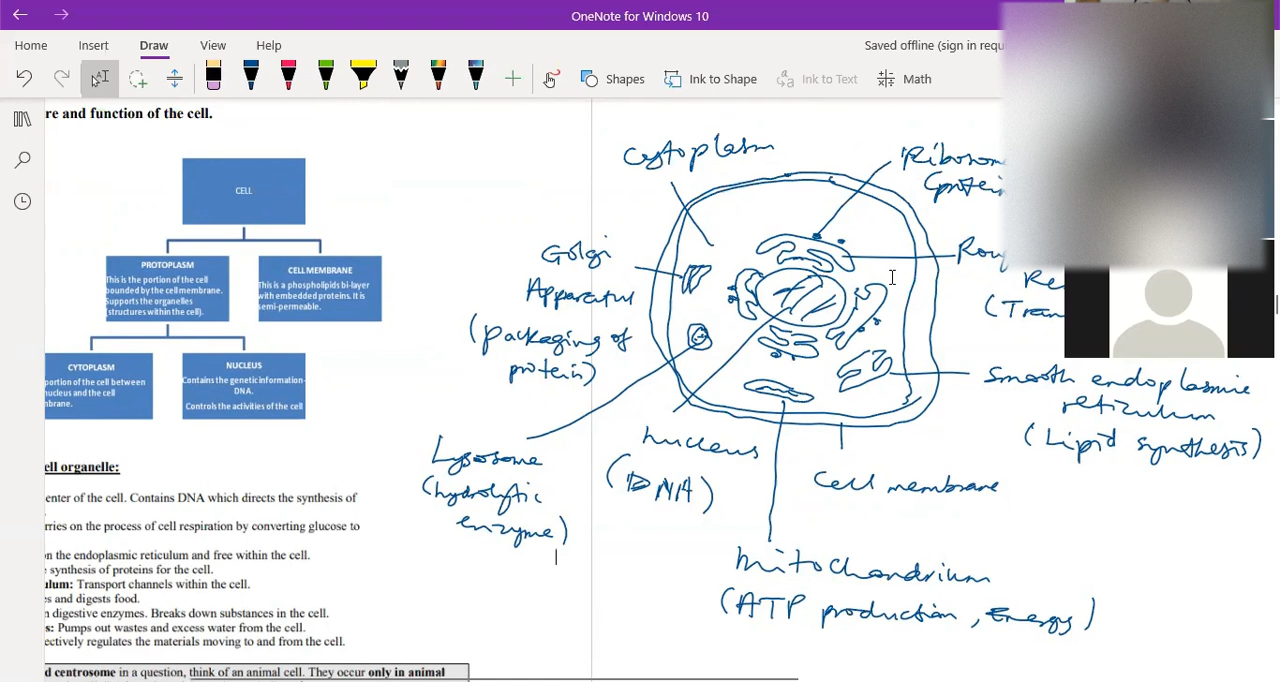 OneNote for Windows 10
Home Insert Draw View Help
Saved offline (sign in requ
Shapes Ink to Shape Ink to Text Math
re and function of the cell.
CELL
PROTOPLASM
This is the portion of the cell
bounded by the cell membrane.
Supports the organelles
(structures within the cell).
CELL MEMBRANE
This is a phospholipids bi-layer
with embedded proteins. It is
semi-permeable.
CYTOPLASM
portion of the cell between
nucleus and the cell
brane.
NUCLEUS
Contains the genetic information-
DNA.
Controls the activities of the cell
ell organelle:
enter of the cell. Contains DNA which directs the synthesis of
rries on the process of cell respiration by converting glucose to
on the endoplasmic reticulum and free within the cell.
synthesis of proteins for the cell.
ulum: Transport channels within the cell.
es and digests food.
n digestive enzymes. Breaks down substances in the cell.
s: Pumps out wastes and excess water from the cell.
ectively regulates the materials moving to and from the cell.
d centrosome in a question, think of an animal cell. They occur only in animal
Cytoplasm
Ribosom
(protein
Golgi
Apparatus
(packaging of
protein)
Rou
Re
(Tran
Smooth endoplasmic
reticulum
(Lipid synthesis)
Lysosome
(hydrolytic
enzyme)
nucleus
(DNA)
Cell membrane
mitochondrium
(ATP production, Energy)